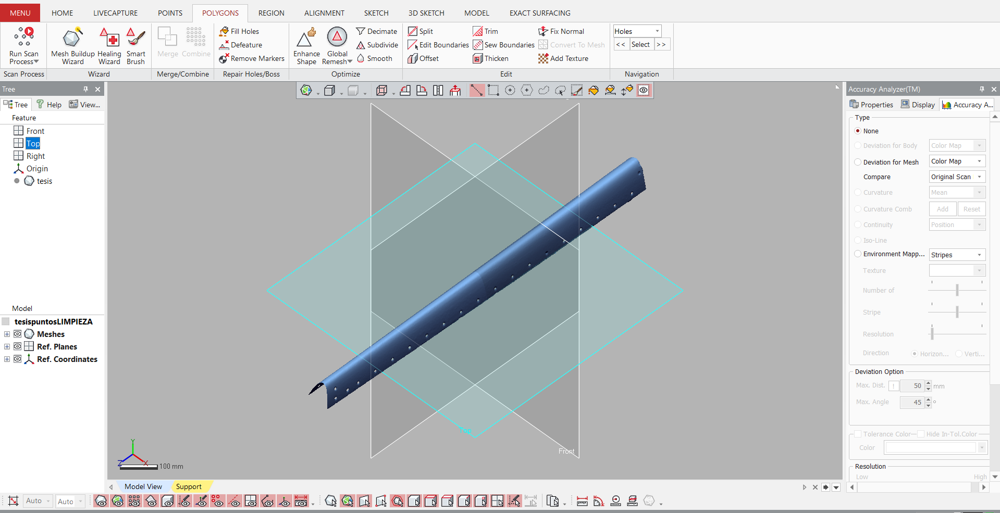 MENU HOME LIVECAPTURE POINTS POLYGONS REGION ALIGNMENT SKETCH 3D SKETCH MODEL EXACT SURFACING
Run Scan Process
Mesh Buildup Wizard
Healing Wizard
Smart Brush
Merge
Combine
Fill Holes
Defeature
Remove Markers
Enhance Shape
Global Remesh
Decimate
Subdivide
Smooth
Split
Edit Boundaries
Offset
Trim
Sew Boundaries
Thicken
Fix Normal
Convert To Mesh
Add Texture
Holes
<< Select >>
Scan Process Wizard Merge/Combine Repair Holes/Boss Optimize Edit Navigation
Tree
Tree Help View...
Feature
Front
Top
Right
Origin
tesis
Model
tesispuntosLIMPIEZA
Meshes
Ref. Planes
Ref. Coordinates
Top
Front
Y
Z
X
100 mm
Model View Support
Auto Auto
Accuracy Analyzer(TM)
Properties Display Accuracy A...
Type
None
Deviation for Body Color Map
Deviation for Mesh Color Map
Compare Original Scan
Curvature Mean
Curvature Comb Add Reset
Continuity Position
Iso-Line
Environment Mapp... Stripes
Texture
Number of
Stripe
Resolution
Direction Horizon... Verti...
Deviation Option
Max. Dist. ! 50 mm
Max. Angle 45 °
Tolerance Color Hide In-Tol.Color
Color
Resolution
Low High